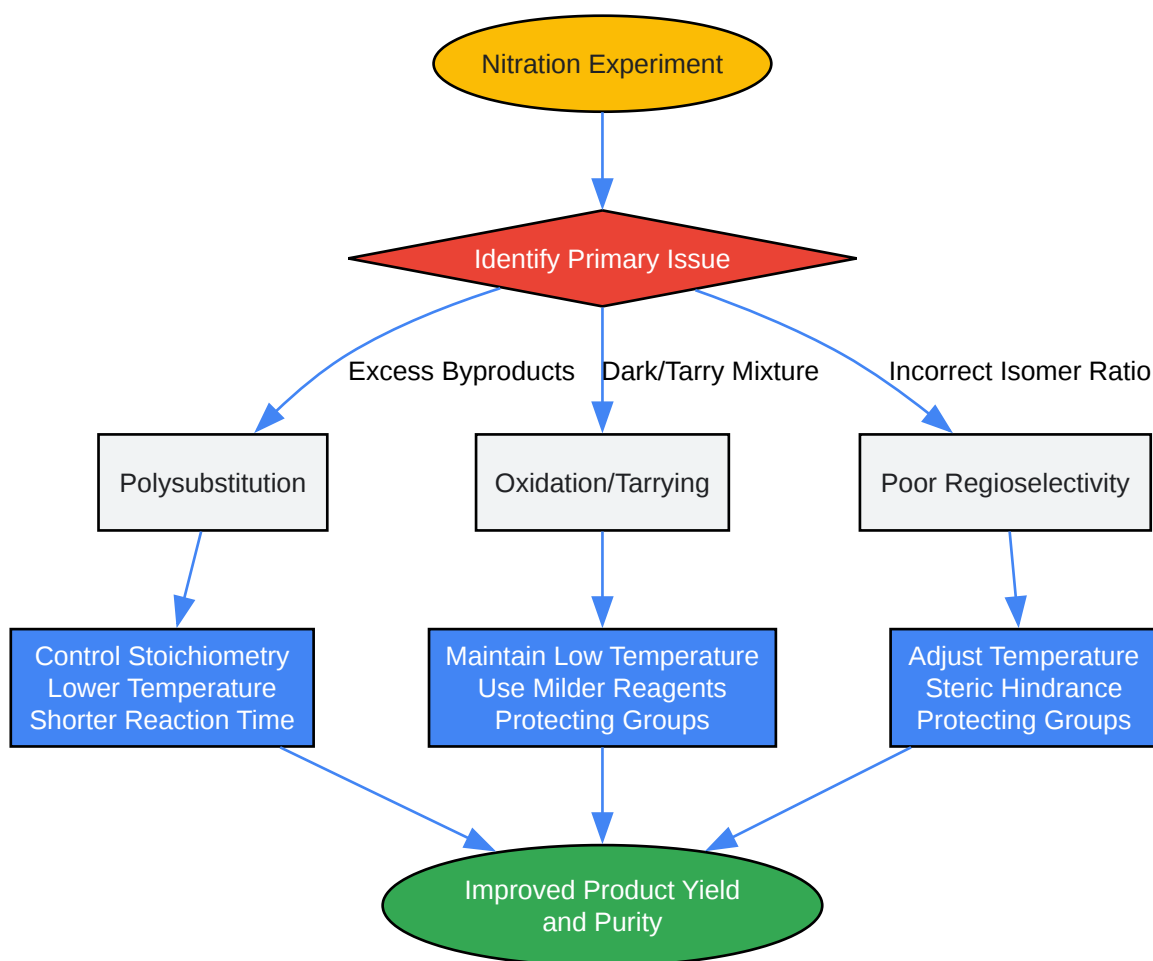 Nitration Experiment
Identify Primary Issue
Excess Byproducts
Dark/Tarry Mixture
Incorrect Isomer Ratio
Polysubstitution
Oxidation/Tarrying
Poor Regioselectivity
Control Stoichiometry
Lower Temperature
Shorter Reaction Time
Maintain Low Temperature
Use Milder Reagents
Protecting Groups
Adjust Temperature
Steric Hindrance
Protecting Groups
Improved Product Yield
and Purity